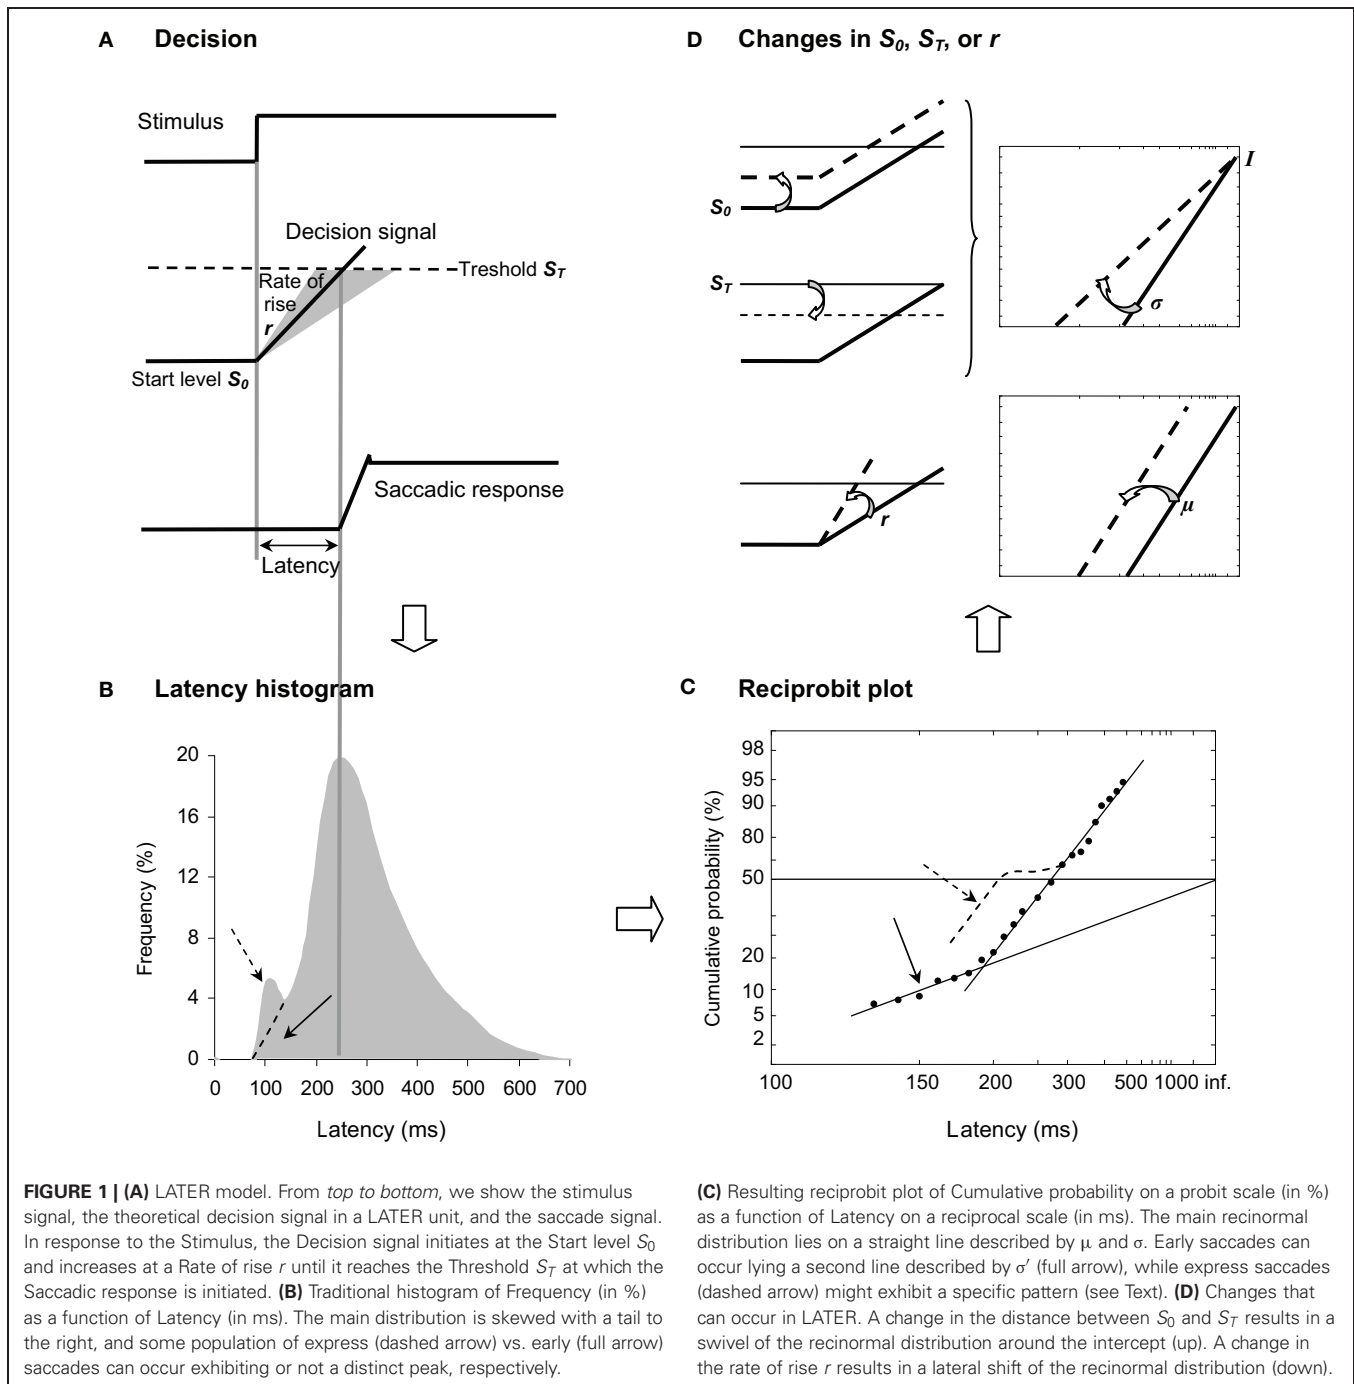 A Decision
Stimulus
Decision signal
Treshold S_T
Rate of
rise
r
Start level S_0
Saccadic response
Latency
D Changes in S_0, S_T, or r
S_0
S_T
r
I
σ
μ
B Latency histogram
Frequency (%)
20
16
12
8
4
0
0 100 200 300 400 500 600 700
Latency (ms)
C Reciprobit plot
Cumulative probability (%)
98
95
90
80
50
20
10
5
2
100 150 200 300 500 1000 inf.
Latency (ms)
FIGURE 1 | (A) LATER model. From top to bottom, we show the stimulus
signal, the theoretical decision signal in a LATER unit, and the saccade signal.
In response to the Stimulus, the Decision signal initiates at the Start level S_0
and increases at a Rate of rise r until it reaches the Threshold S_T at which the
Saccadic response is initiated. (B) Traditional histogram of Frequency (in %)
as a function of Latency (in ms). The main distribution is skewed with a tail to
the right, and some population of express (dashed arrow) vs. early (full arrow)
saccades can occur exhibiting or not a distinct peak, respectively.
(C) Resulting reciprobit plot of Cumulative probability on a probit scale (in %)
as a function of Latency on a reciprocal scale (in ms). The main recinormal
distribution lies on a straight line described by μ and σ. Early saccades can
occur lying a second line described by σ′ (full arrow), while express saccades
(dashed arrow) might exhibit a specific pattern (see Text). (D) Changes that
can occur in LATER. A change in the distance between S_0 and S_T results in a
swivel of the recinormal distribution around the intercept (up). A change in
the rate of rise r results in a lateral shift of the recinormal distribution (down).